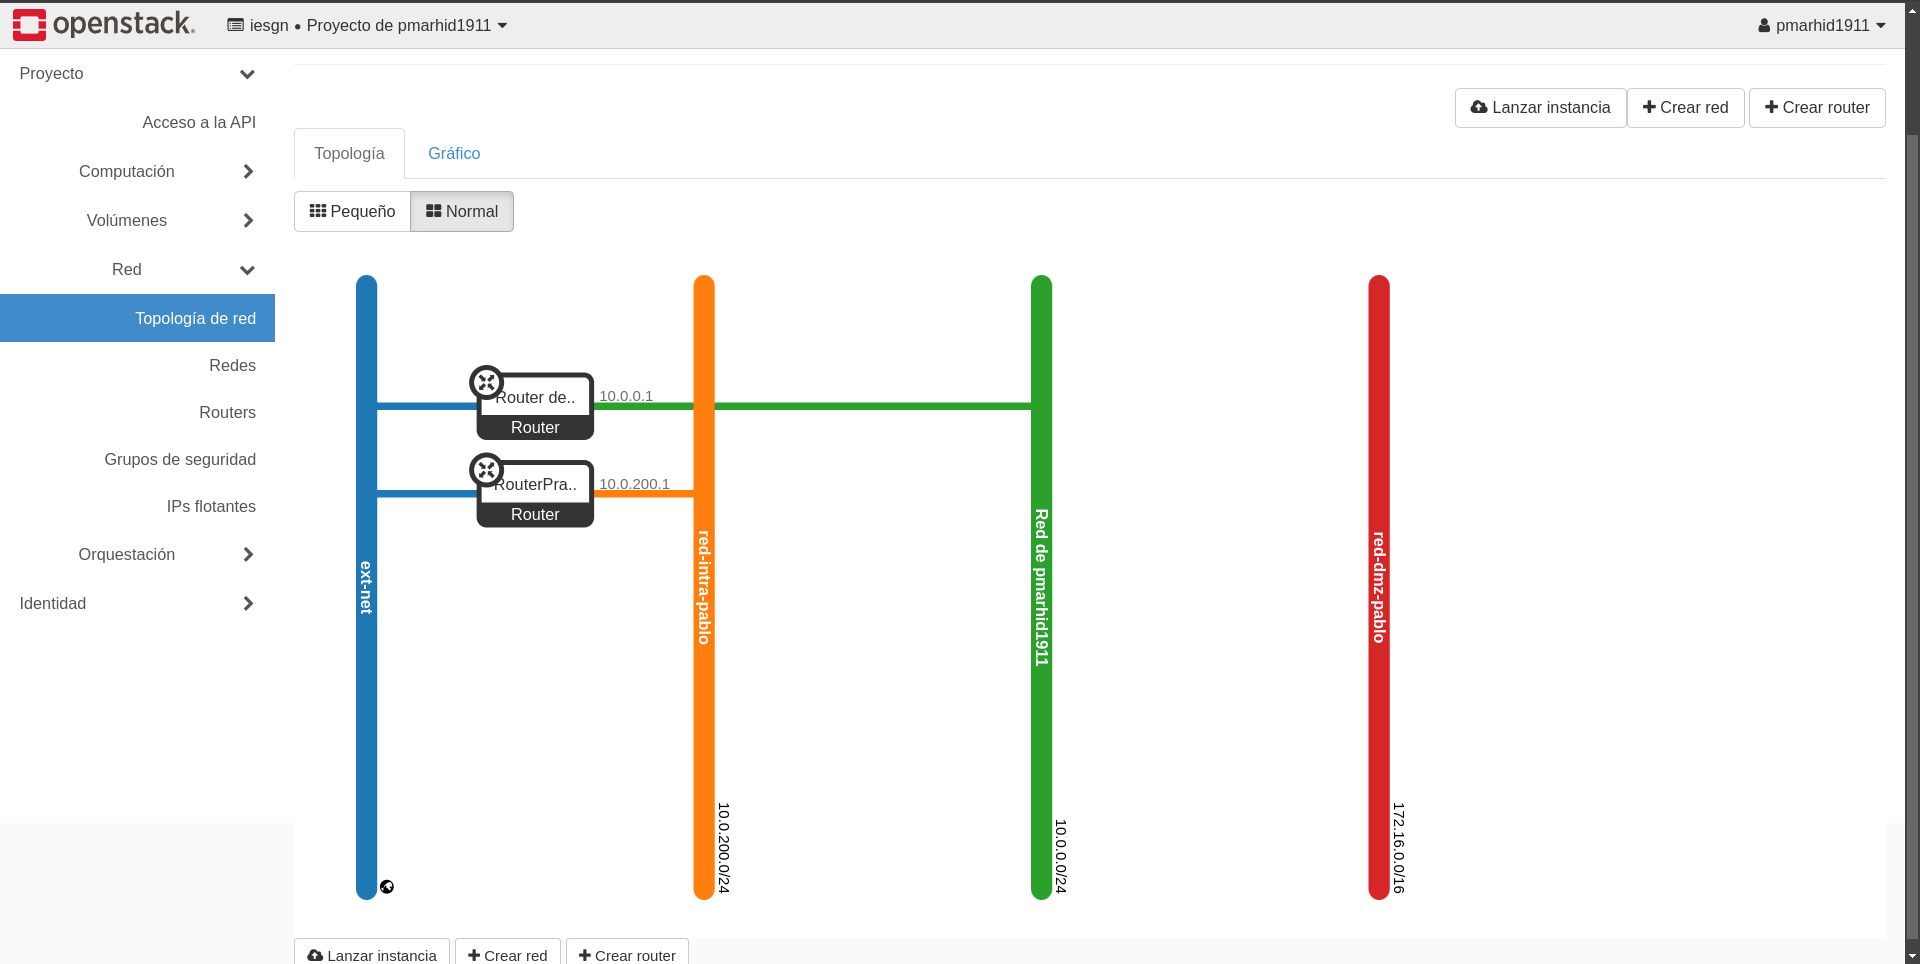 openstack.
iesgn • Proyecto de pmarhid1911
pmarhid1911
Proyecto
Acceso a la API
Computación
Volúmenes
Red
Topología de red
Redes
Routers
Grupos de seguridad
IPs flotantes
Orquestación
Identidad
Lanzar instancia
Crear red
Crear router
Topología
Gráfico
Pequeño
Normal
Router de..
Router
10.0.0.1
RouterPra..
Router
10.0.200.1
ext-net
red-intra-pablo
10.0.200.0/24
Red de pmarhid1911
10.0.0.0/24
red-dmz-pablo
172.16.0.0/16
Lanzar instancia
Crear red
Crear router